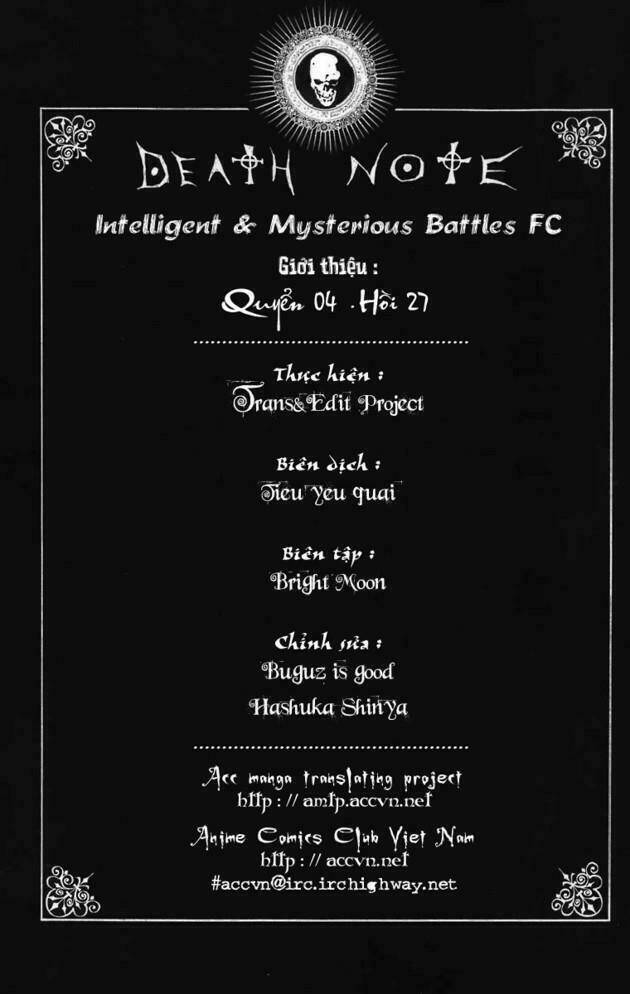 DEATH NOTE
Intelligent & Mysterious Battles FC
Giới thiệu :
Quyển 04 . Hồi 27
Thực hiện :
Trans&Edit Project
Biên dịch :
Tieu yeu quai
Biên tập :
Bright Moon
Chỉnh sửa :
Buguz is good
Hashuka Shinya
Acc manga translating project
http : // amtp.accvn.net
Anime Comics Club Viet Nam
http : // accvn.net
#accvn@irc.irchighway.net